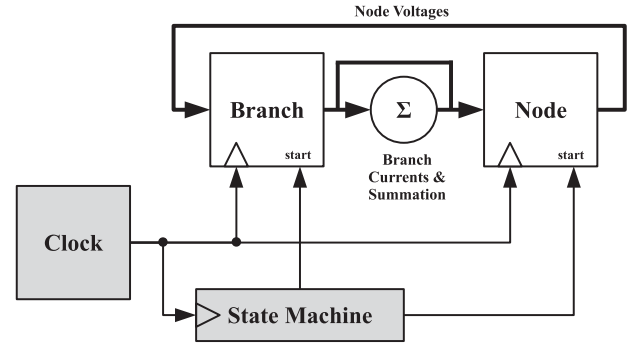 Node Voltages
Branch
Σ
Node
start
start
Branch
Currents &
Summation
Clock
State Machine